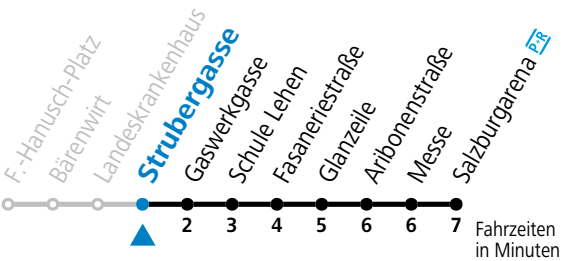 F.-Hanusch-Platz
Bärenwirt
Landeskrankenhaus
Strubergasse
Gaswerkgasse
Schule Lehen
Fasaneriestraße
Glanzeile
Aribonenstraße
Messe
Salzburgarena P+R
2 3 4 5 6 6 7
Fahrzeiten
in Minuten